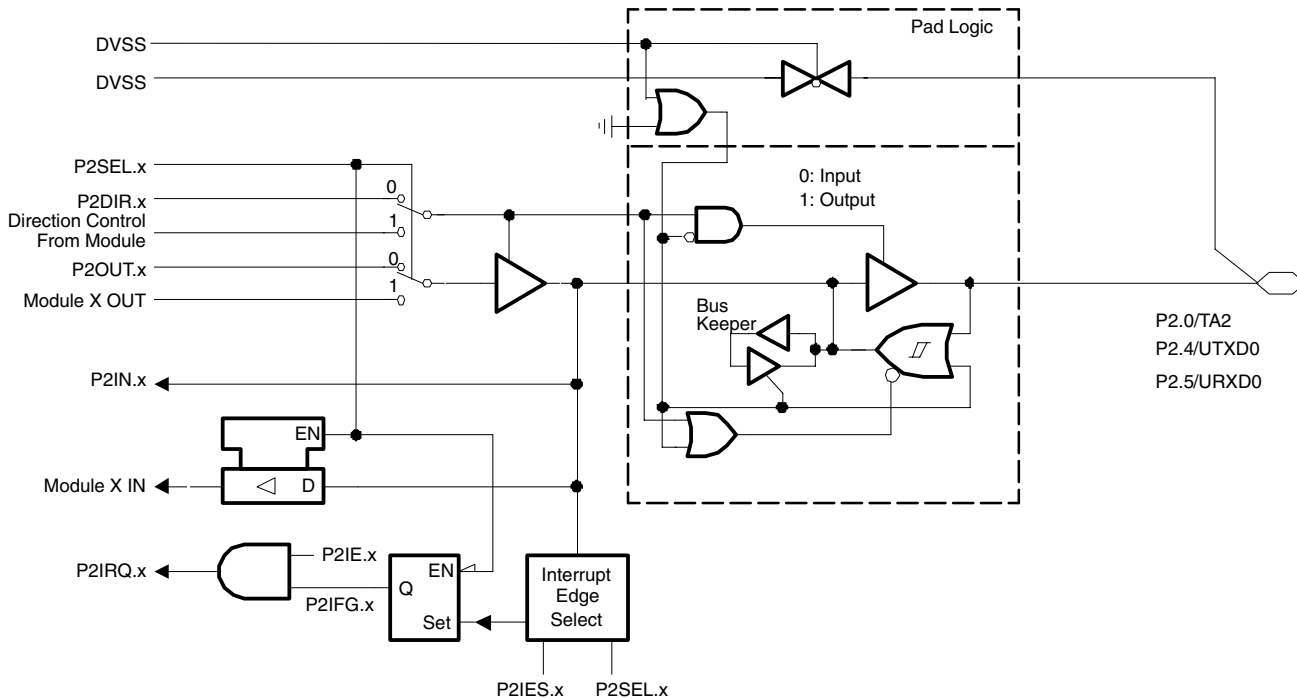 Pad Logic
DVSS
DVSS
P2SEL.x
0: Input
1: Output
0
P2DIR.x
Direction Control
From Module
1
P2OUT.x
0
Module X OUT
1
Bus
Keeper
P2.0/TA2
P2.4/UTXD0
P2.5/URXD0
P2IN.x
EN
Module X IN
D
P2IE.x
P2IRQ.x
P2IFG.x
EN
Q
Set
Interrupt
Edge
Select
P2IES.x
P2SEL.x